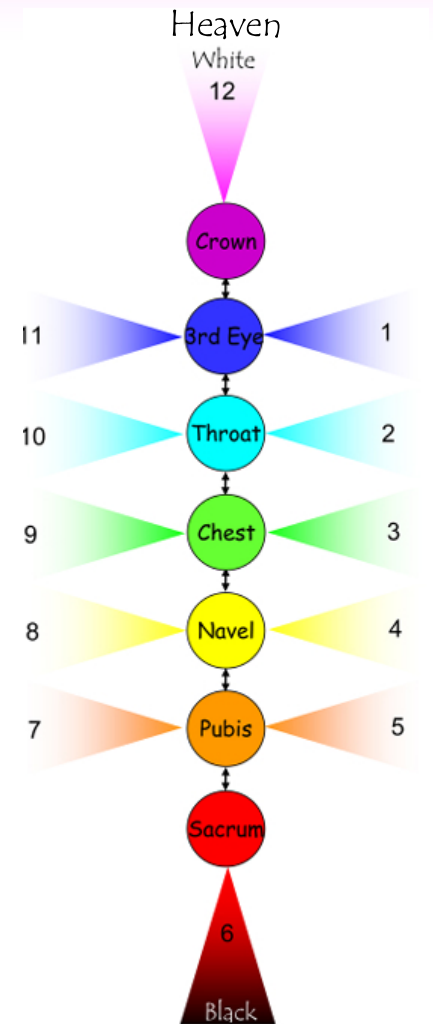 Heaven
White
12
Crown
11 3rd Eye 1
10 Throat 2
9 Chest 3
8 Navel 4
7 Pubis 5
Sacrum
6
Black